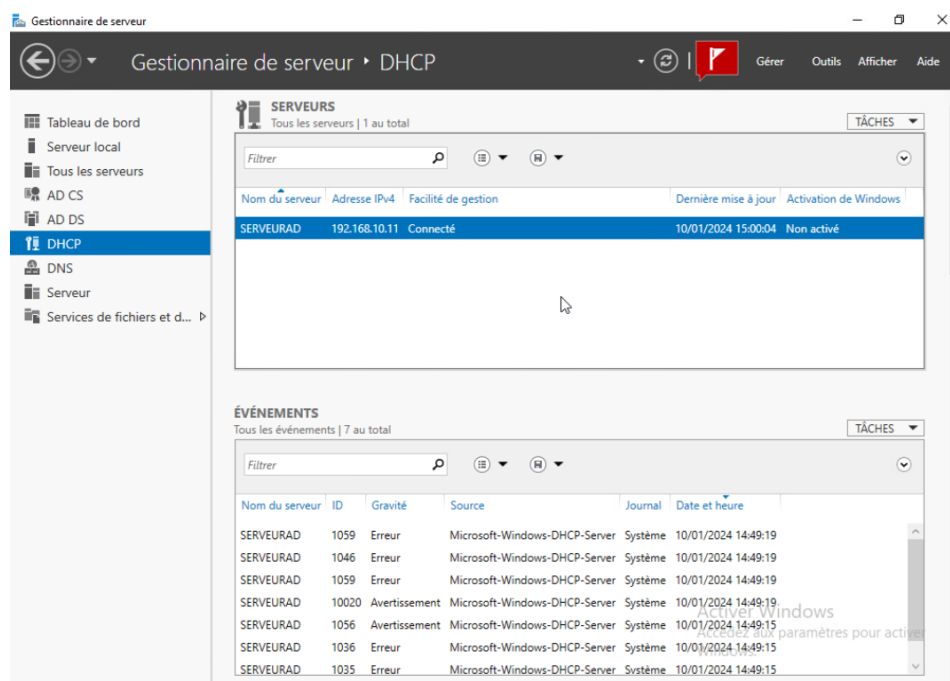 Gestionnaire de serveur
Gestionnaire de serveur ‣ DHCP
Gérer Outils Afficher Aide
Tableau de bord
Serveur local
Tous les serveurs
AD CS
AD DS
DHCP
DNS
Serveur
Services de fichiers et d...
SERVEURS
Tous les serveurs | 1 au total
TÂCHES
Filtrer
Nom du serveur Adresse IPv4 Facilité de gestion Dernière mise à jour Activation de Windows
SERVEURAD 192.168.10.11 Connecté 10/01/2024 15:00:04 Non activé
ÉVÉNEMENTS
Tous les événements | 7 au total
TÂCHES
Filtrer
Nom du serveur ID Gravité Source Journal Date et heure
SERVEURAD 1059 Erreur Microsoft-Windows-DHCP-Server Système 10/01/2024 14:49:19
SERVEURAD 1046 Erreur Microsoft-Windows-DHCP-Server Système 10/01/2024 14:49:19
SERVEURAD 1059 Erreur Microsoft-Windows-DHCP-Server Système 10/01/2024 14:49:19
SERVEURAD 10020 Avertissement Microsoft-Windows-DHCP-Server Système 10/01/2024 14:49:19
SERVEURAD 1056 Avertissement Microsoft-Windows-DHCP-Server Système 10/01/2024 14:49:15
SERVEURAD 1036 Erreur Microsoft-Windows-DHCP-Server Système 10/01/2024 14:49:15
SERVEURAD 1035 Erreur Microsoft-Windows-DHCP-Server Système 10/01/2024 14:49:15
Activer Windows
Accédez aux paramètres pour activer
Windows.